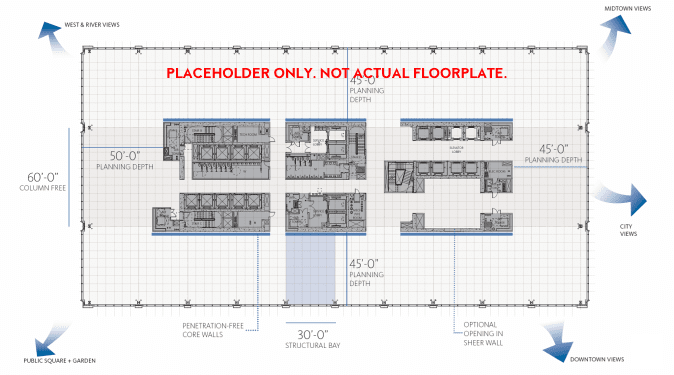 MIDTOWN VIEWS
WEST & RIVER VIEWS
PLACEHOLDER ONLY. NOT ACTUAL FLOORPLATE.
45'-0"
PLANNING
DEPTH
50'-0"
PLANNING DEPTH
45'-0"
PLANNING DEPTH
60'-0"
COLUMN FREE
CITY
VIEWS
45'-0"
PLANNING
DEPTH
PENETRATION-FREE
CORE WALLS
30'-0"
STRUCTURAL BAY
OPTIONAL
OPENING IN
SHEER WALL
PUBLIC SQUARE + GARDEN
DOWNTOWN VIEWS